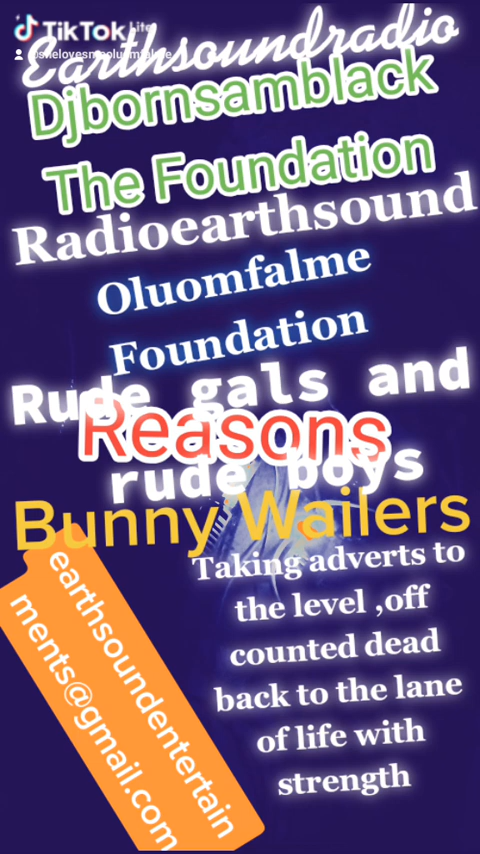 TikTok Lite
Earthsoundradio
Djbornsamblack
The Foundation
Radioearthsound
Oluomfalme
Foundation
Rude gals and
Reasons
rude boys
Bunny Wailers
Taking adverts to
the level ,off
counted dead
back to the lane
of life with
strength
earthsoundentertain
ments@gmail.com